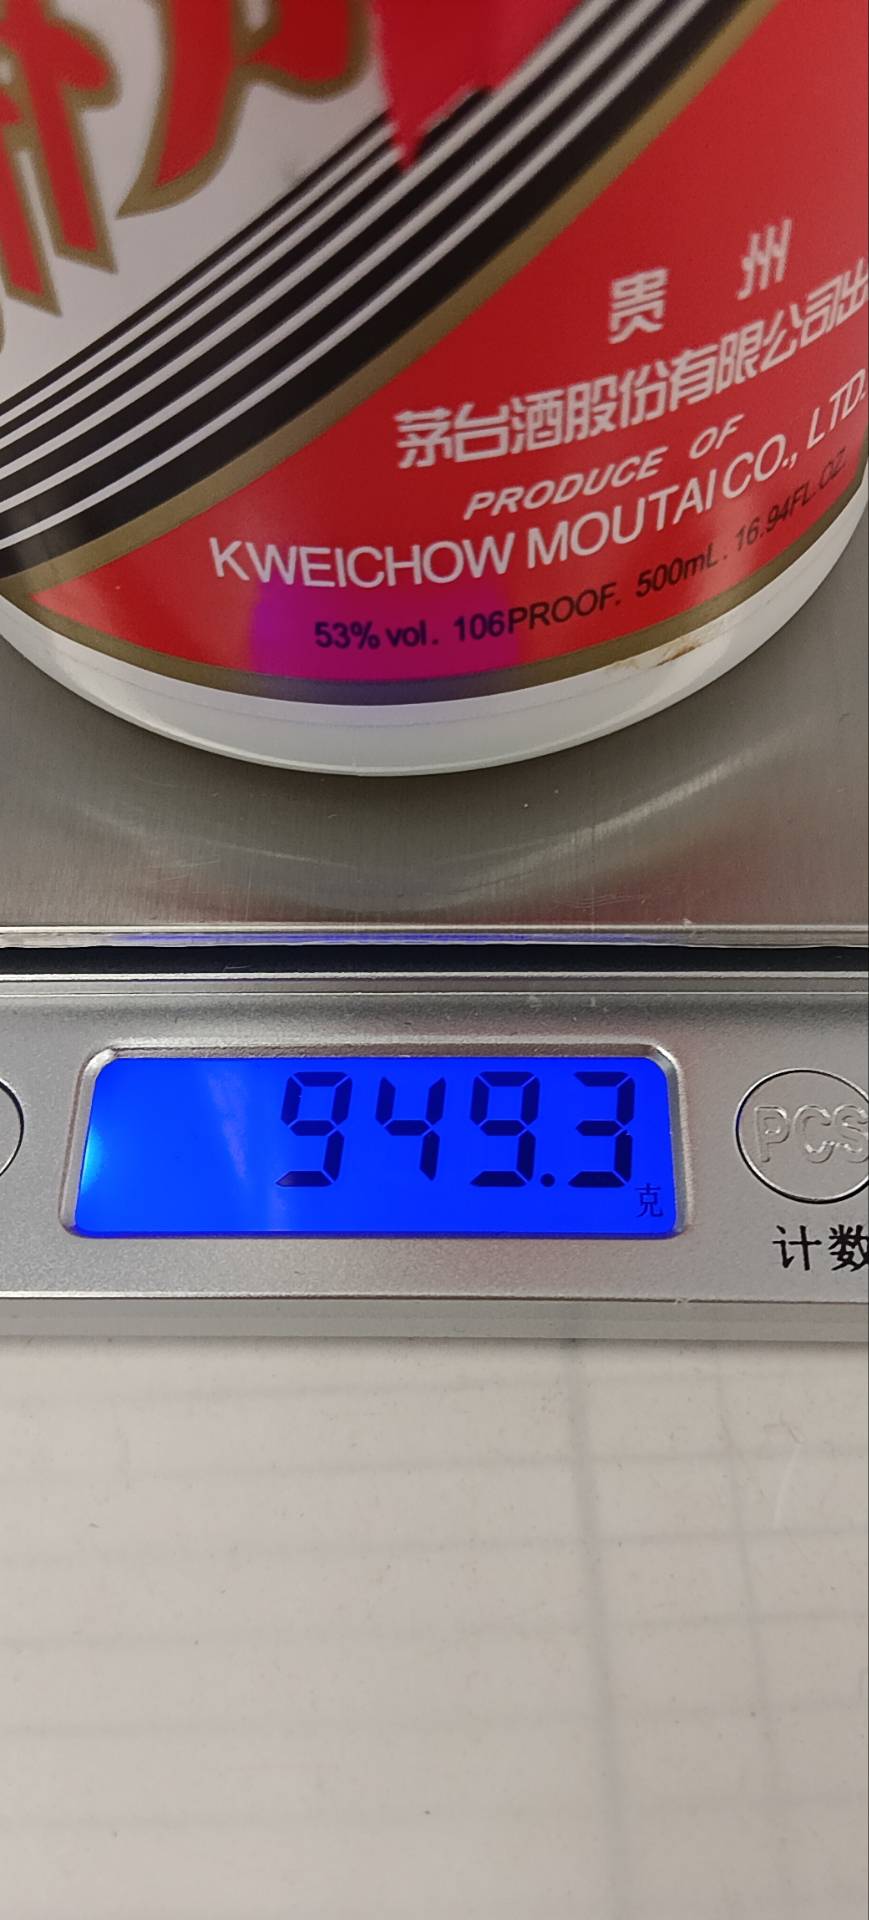 贵州
茅台酒股份有限公司出
PRODUCE OF
KWEICHOW MOUTAI CO., LTD.
53% vol. 106PROOF. 500mL. 16.94FL.OZ.
949.3
克
PCS
计数